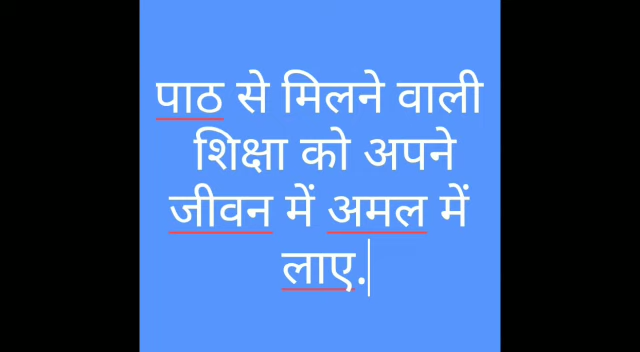 पाठ से मिलने वाली
शिक्षा को अपने
जीवन में अमल में
लाए.